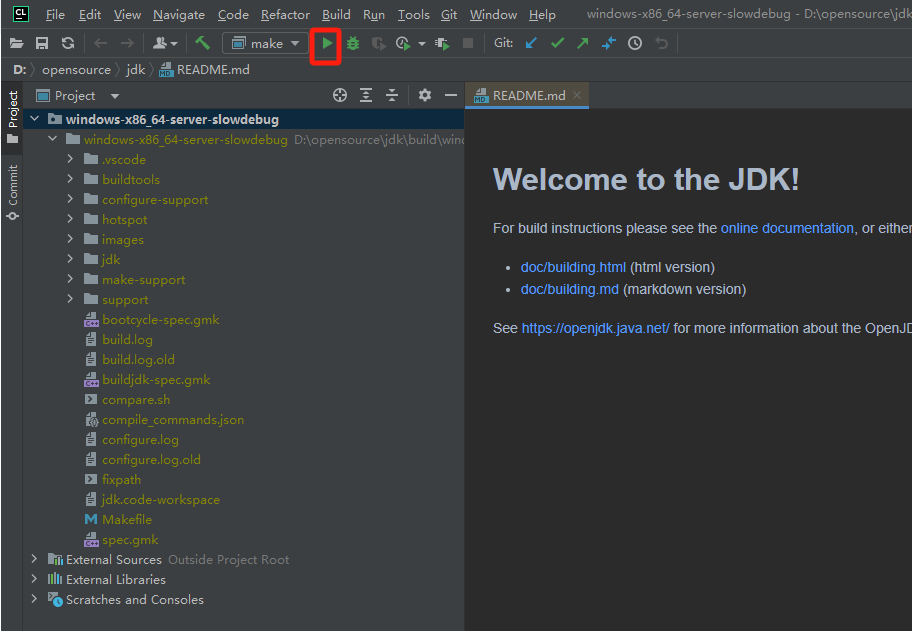 CL File Edit View Navigate Code Refactor Build Run Tools Git Window Help windows-x86_64-server-slowdebug - D:\opensource\jdk
make Git:
D: opensource jdk README.md
Project
README.md
Project
Commit
windows-x86_64-server-slowdebug
windows-x86_64-server-slowdebug D:\opensource\jdk\build\winc
.vscode
buildtools
configure-support
hotspot
images
jdk
make-support
support
bootcycle-spec.gmk
build.log
build.log.old
buildjdk-spec.gmk
compare.sh
compile_commands.json
configure.log
configure.log.old
fixpath
jdk.code-workspace
Makefile
spec.gmk
External Sources Outside Project Root
External Libraries
Scratches and Consoles
Welcome to the JDK!
For build instructions please see the online documentation, or either
• doc/building.html (html version)
• doc/building.md (markdown version)
See https://openjdk.java.net/ for more information about the OpenJD